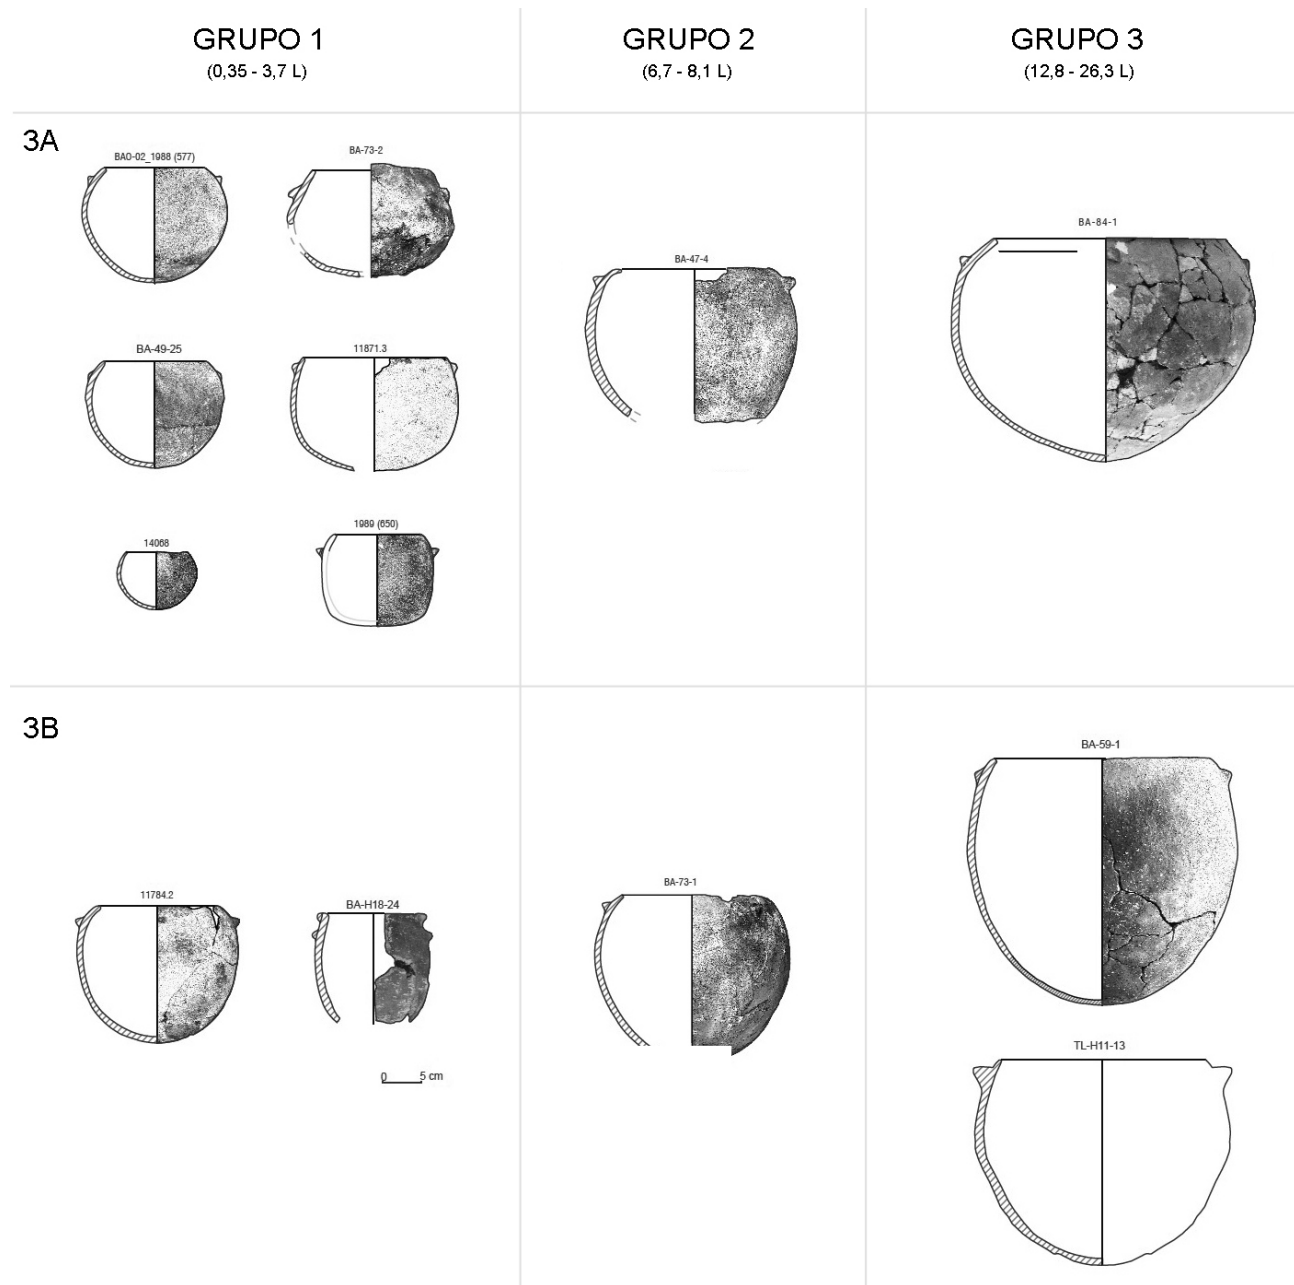 GRUPO 1
(0,35 - 3,7 L)
GRUPO 2
(6,7 - 8,1 L)
GRUPO 3
(12,8 - 26,3 L)
3A
BAO-02_1988 (577)
BA-73-2
BA-49-25
11871.3
14068
1989 (650)
BA-47-4
BA-84-1
3B
11784.2
BA-H18-24
0 5 cm
BA-73-1
BA-59-1
TL-H11-13